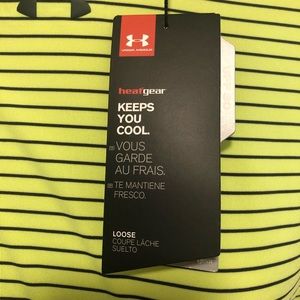 UNDER ARMOUR
heatgear
KEEPS
YOU
COOL.
VOUS
GARDE
AU FRAIS.
TE MANTIENE
FRESCO.
LOOSE
COUPE LÂCHE
SUELTO